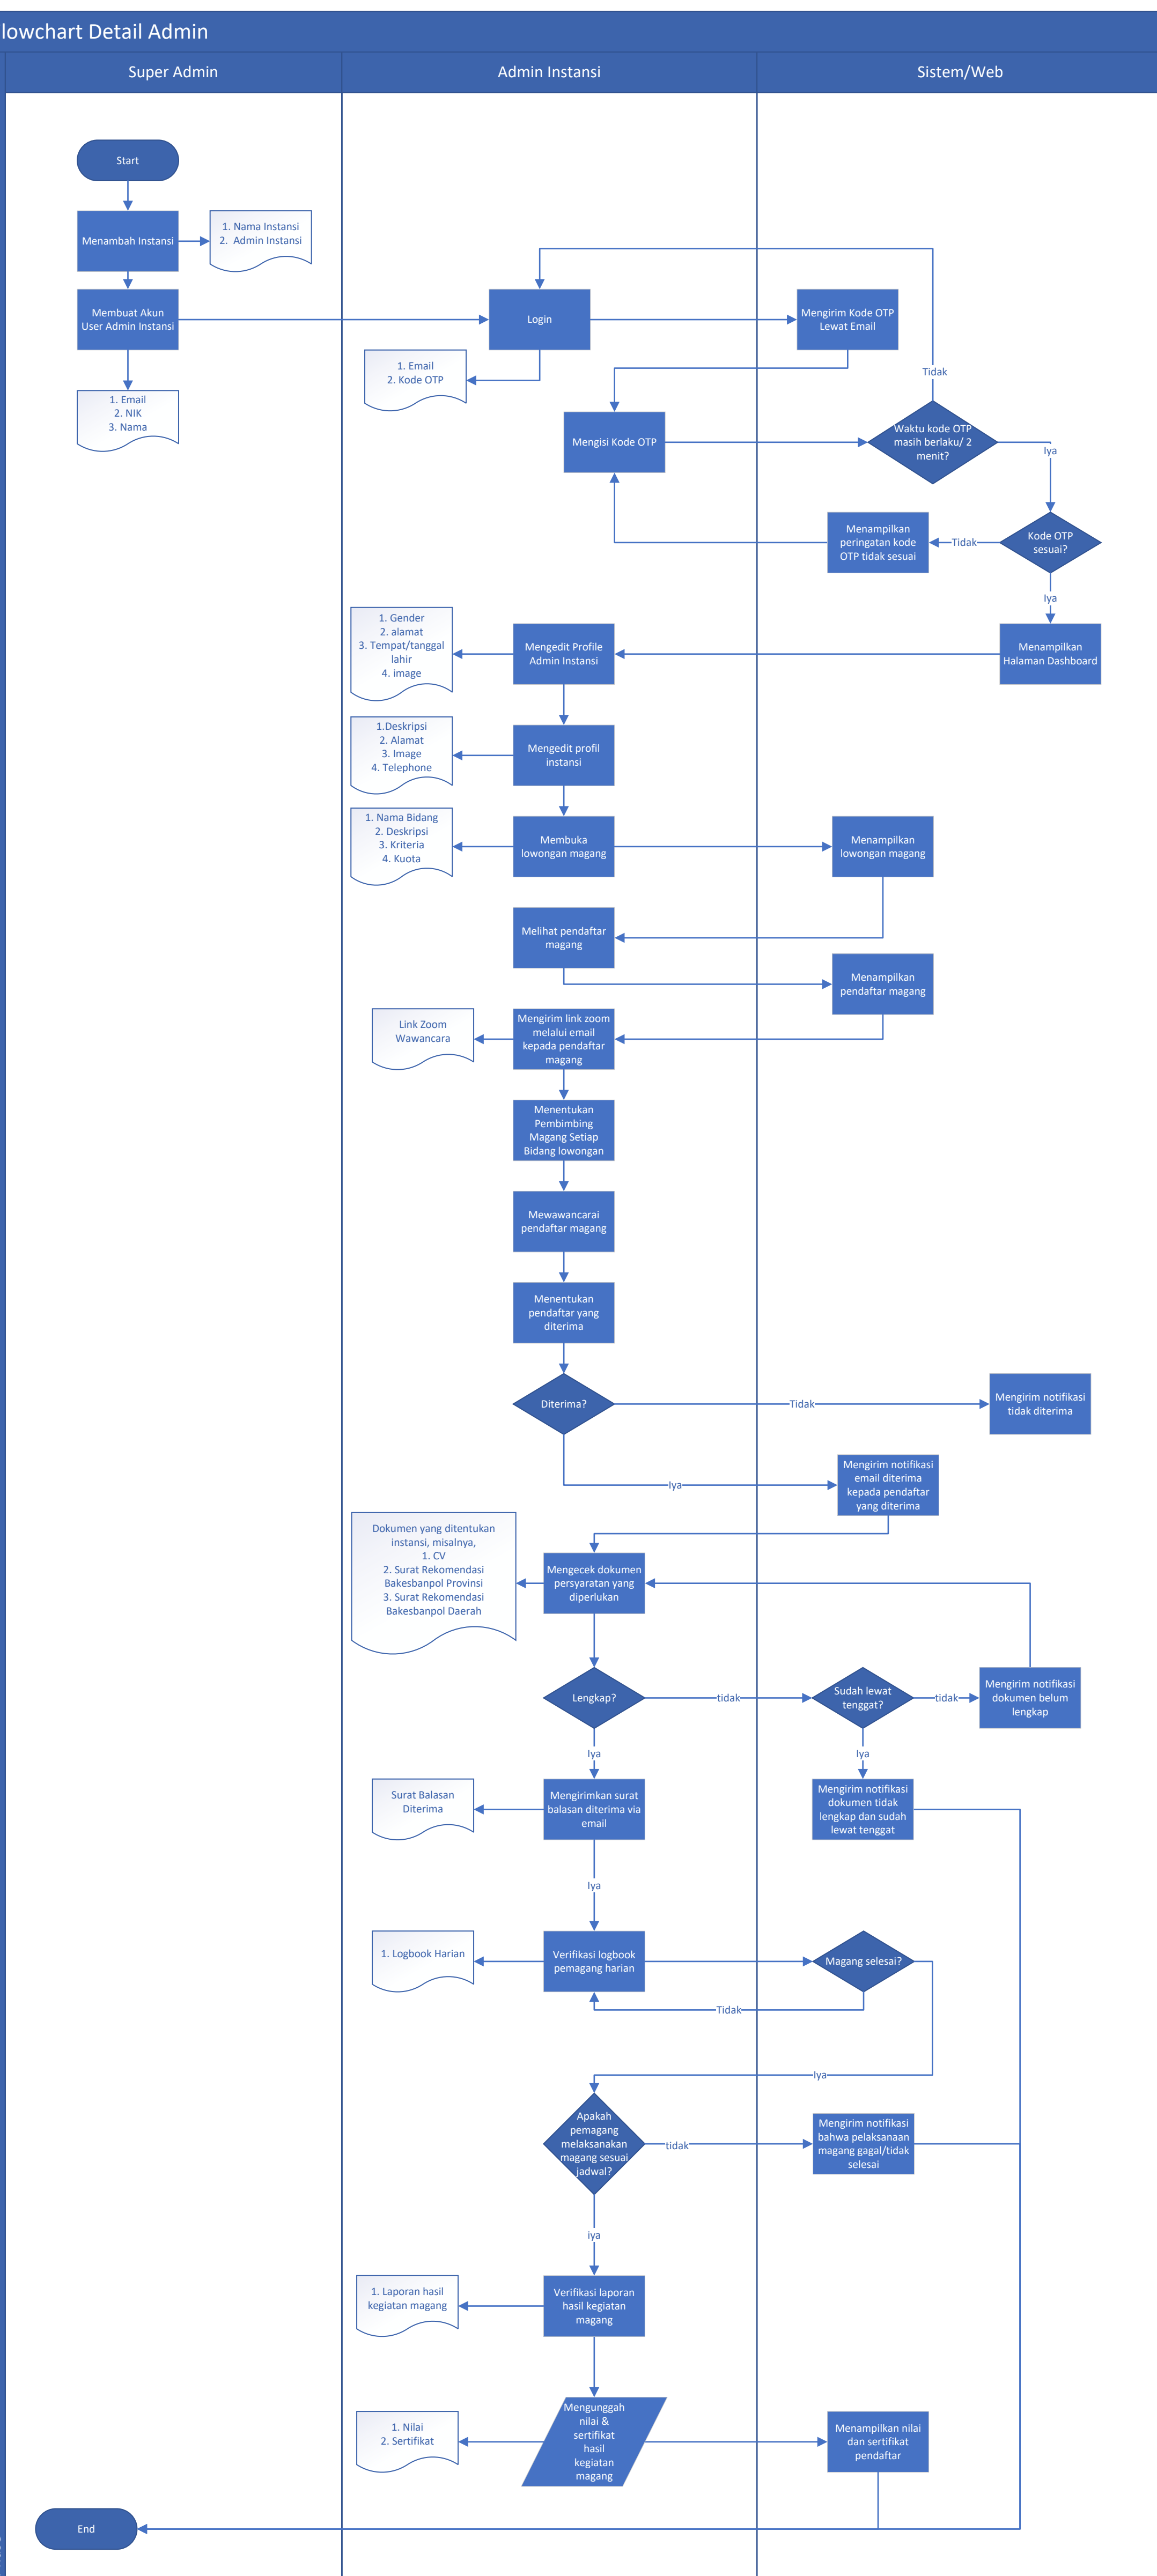 lowchart Detail Admin
Super Admin
Admin Instansi
Sistem/Web
Start
Menambah Instansi
1. Nama Instansi
2. Admin Instansi
Membuat Akun
User Admin Instansi
Login
Mengirim Kode OTP
Lewat Email
1. Email
2. NIK
3. Nama
1. Email
2. Kode OTP
Tidak
Mengisi Kode OTP
Waktu kode OTP
masih berlaku/ 2
menit?
Iya
Menampilkan
peringatan kode
OTP tidak sesuai
Tidak
Kode OTP
sesuai?
Iya
1. Gender
2. alamat
3. Tempat/tanggal
lahir
4. image
Mengedit Profile
Admin Instansi
Menampilkan
Halaman Dashboard
1.Deskripsi
2. Alamat
3. Image
4. Telephone
Mengedit profil
instansi
1. Nama Bidang
2. Deskripsi
3. Kriteria
4. Kuota
Membuka
lowongan magang
Menampilkan
lowongan magang
Melihat pendaftar
magang
Menampilkan
pendaftar magang
Link Zoom
Wawancara
Mengirim link zoom
melalui email
kepada pendaftar
magang
Menentukan
Pembimbing
Magang Setiap
Bidang lowongan
Mewawancarai
pendaftar magang
Menentukan
pendaftar yang
diterima
Diterima?
Tidak
Mengirim notifikasi
tidak diterima
Iya
Mengirim notifikasi
email diterima
kepada pendaftar
yang diterima
Dokumen yang ditentukan
instansi, misalnya,
1. CV
2. Surat Rekomendasi
Bakesbanpol Provinsi
3. Surat Rekomendasi
Bakesbanpol Daerah
Mengecek dokumen
persyaratan yang
diperlukan
Lengkap?
tidak
Sudah lewat
tenggat?
tidak
Mengirim notifikasi
dokumen belum
lengkap
Iya
Iya
Surat Balasan
Diterima
Mengirimkan surat
balasan diterima via
email
Mengirim notifikasi
dokumen tidak
lengkap dan sudah
lewat tenggat
Iya
1. Logbook Harian
Verifikasi logbook
pemagang harian
Magang selesai?
Tidak
Iya
Apakah
pemagang
melaksanakan
magang sesuai
jadwal?
tidak
Mengirim notifikasi
bahwa pelaksanaan
magang gagal/tidak
selesai
iya
1. Laporan hasil
kegiatan magang
Verifikasi laporan
hasil kegiatan
magang
1. Nilai
2. Sertifikat
Mengunggah
nilai &
sertifikat
hasil
kegiatan
magang
Menampilkan nilai
dan sertifikat
pendaftar
End